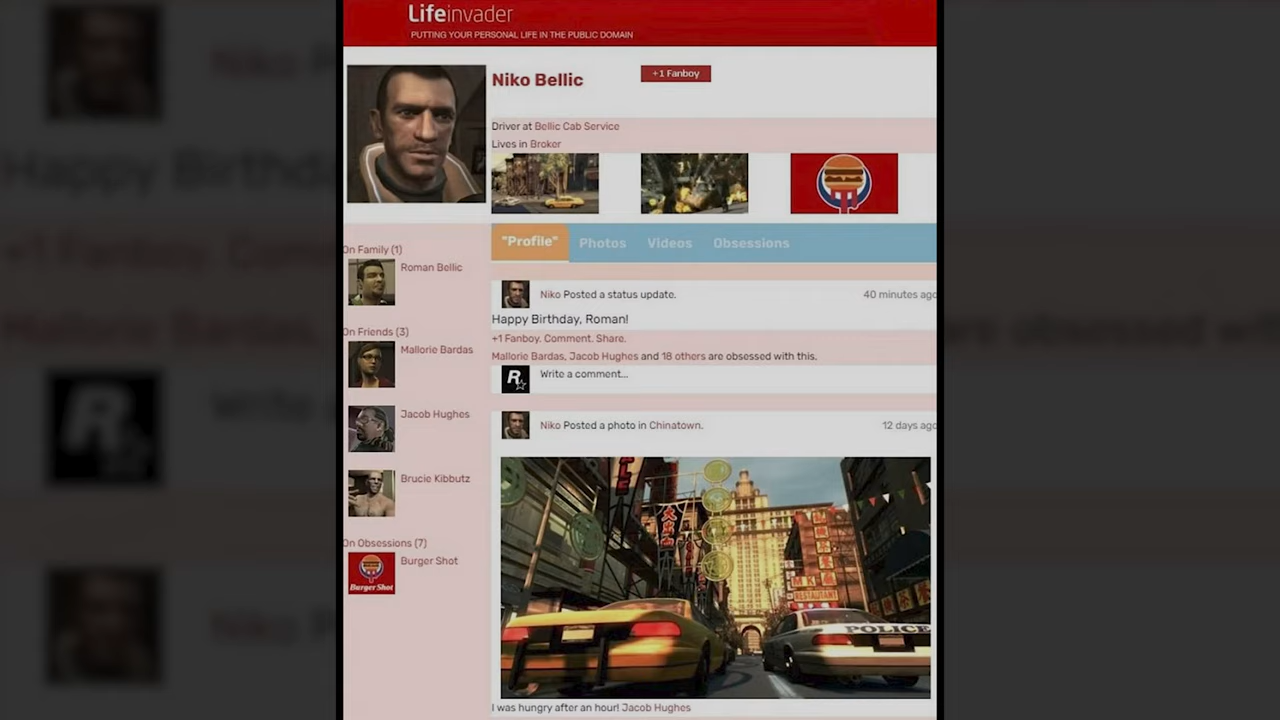 Lifeinvader
PUTTING YOUR PERSONAL LIFE IN THE PUBLIC DOMAIN
Niko Bellic
+1 Fanboy
Driver at Bellic Cab Service
Lives in Broker
"Profile" Photos Videos Obsessions
On Family (1)
Roman Bellic
On Friends (3)
Mallorie Bardas
Jacob Hughes
Brucie Kibbutz
On Obsessions (7)
Burger Shot
Burger Shot
Niko Posted a status update.
40 minutes ago
Happy Birthday, Roman!
+1 Fanboy. Comment. Share.
Mallorie Bardas, Jacob Hughes and 18 others are obsessed with this.
R
Write a comment...
Niko Posted a photo in Chinatown.
12 days ago
RESTAURANT
POLICE
I was hungry after an hour! Jacob Hughes